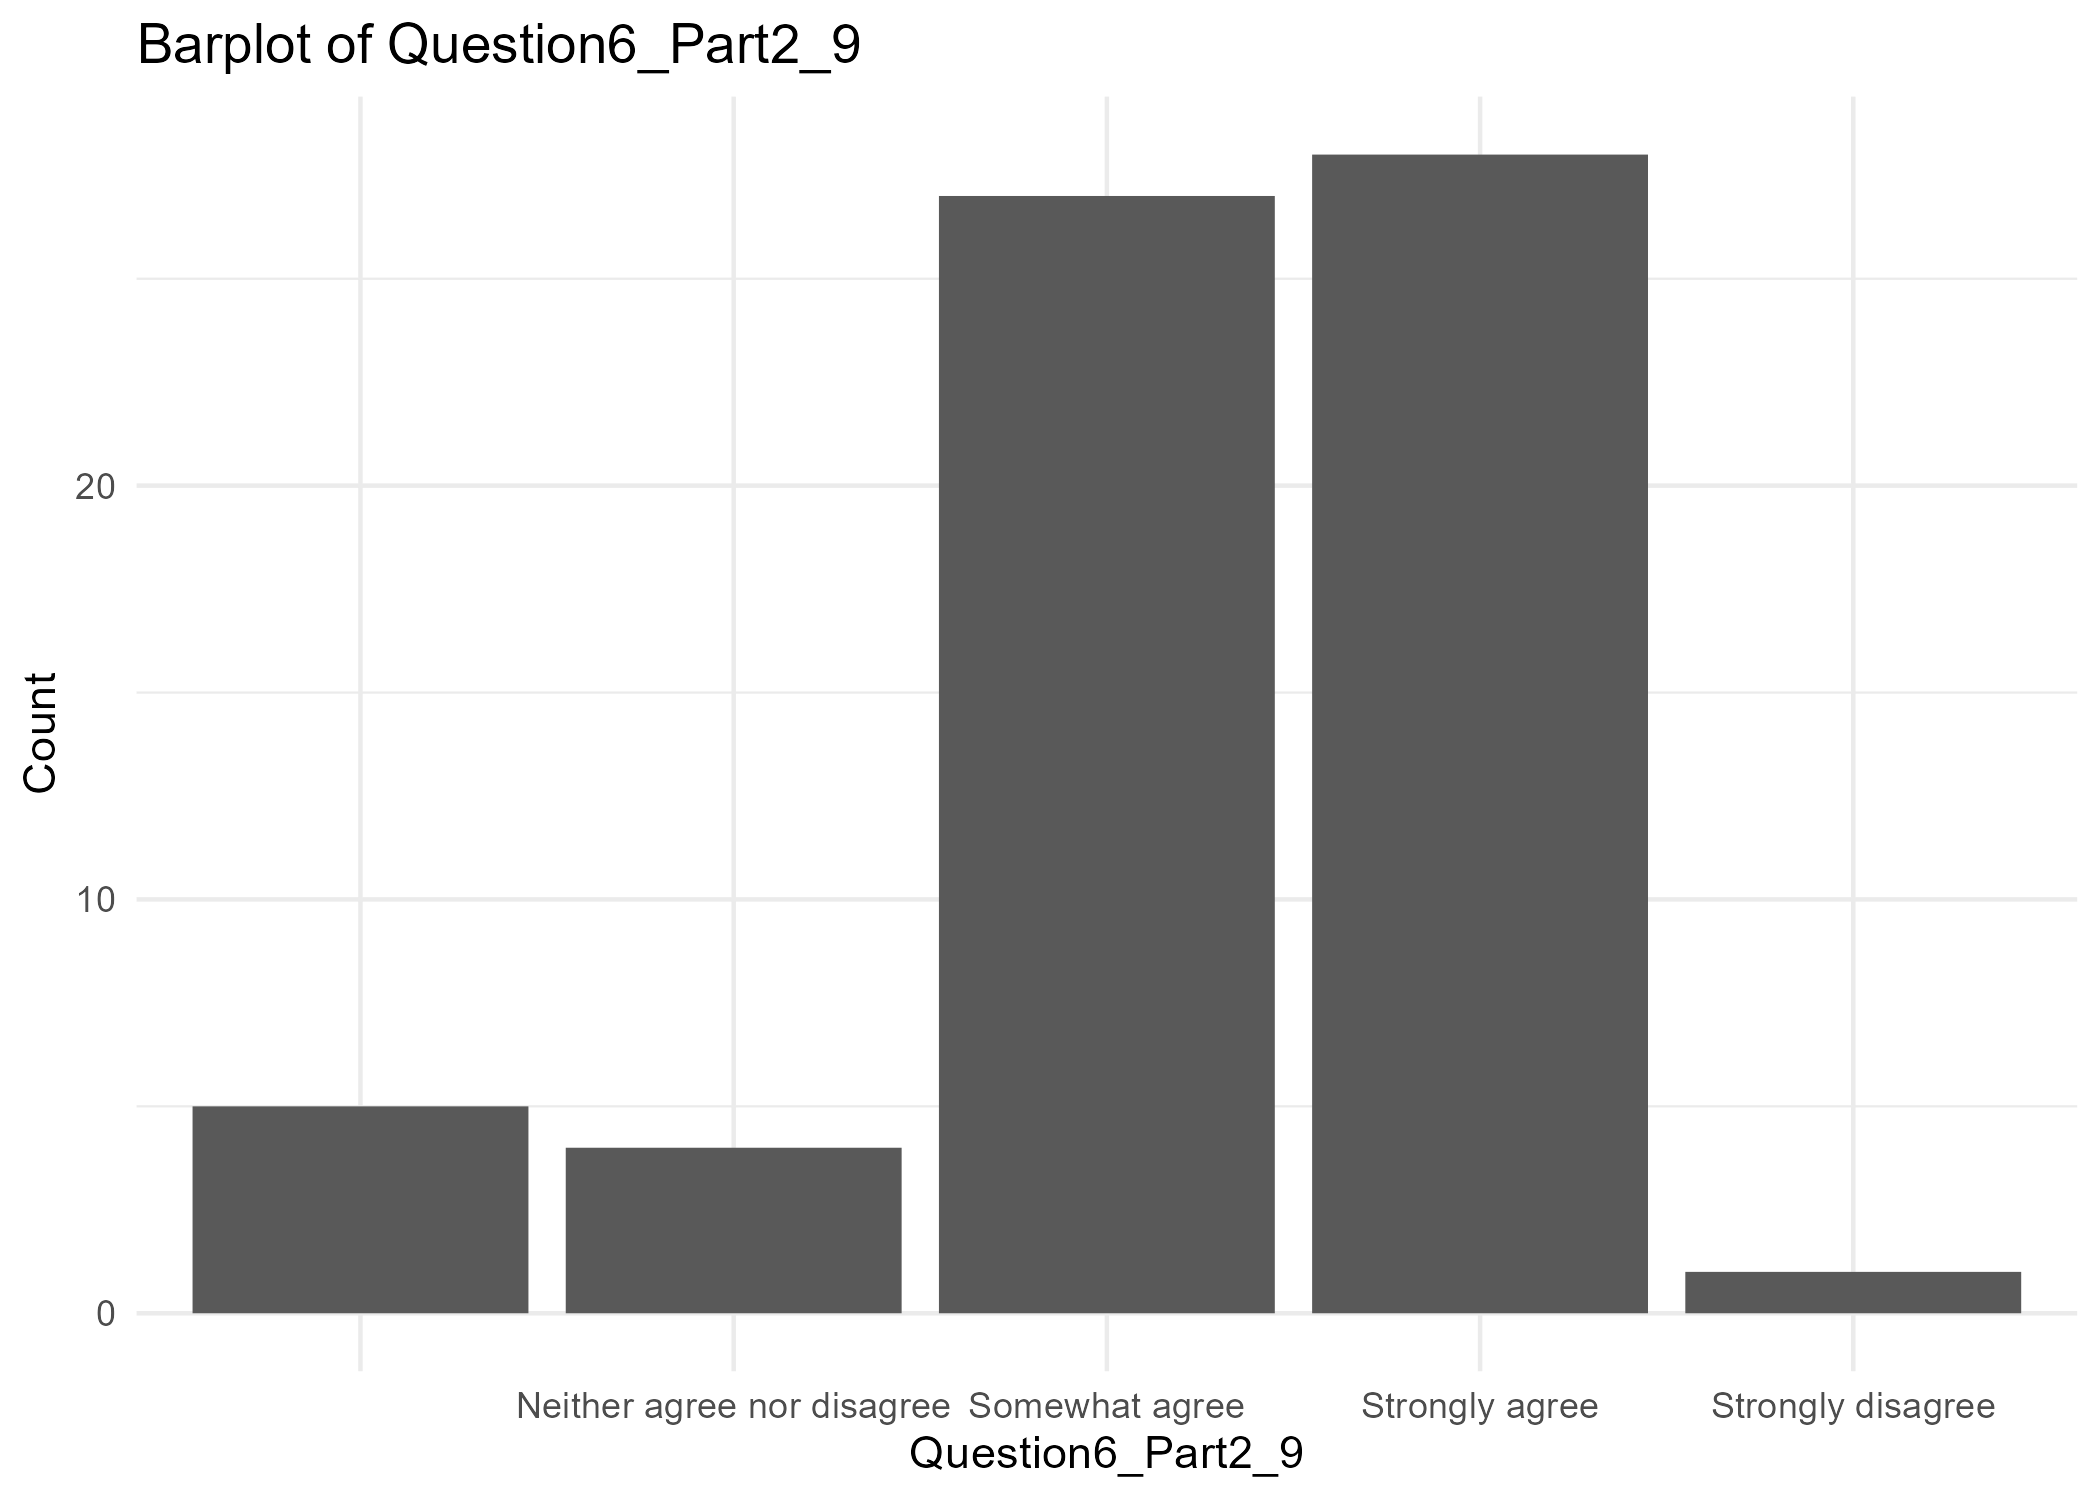 Barplot of Question6_Part2_9
Count
20
10
0
Neither agree nor disagree Somewhat agree Strongly agree Strongly disagree
Question6_Part2_9